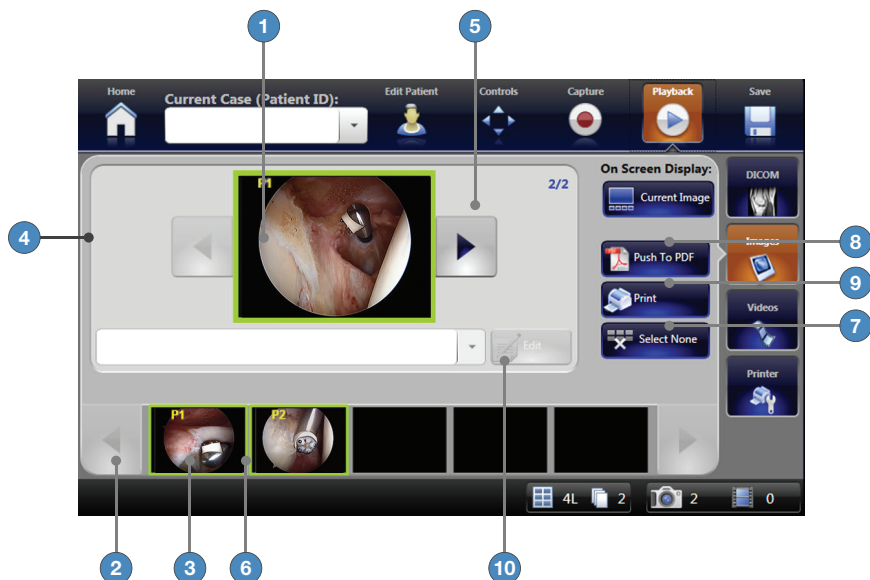 1
5
Home
Current Case (Patient ID):
Edit Patient
Controls
Capture
Playback
Save
P1
2/2
On Screen Display:
Current Image
DICOM
4
Push To PDF
8
Images
Print
9
Select None
7
Videos
Edit
Printer
P1
P2
4L
2
2
0
2
3
6
10